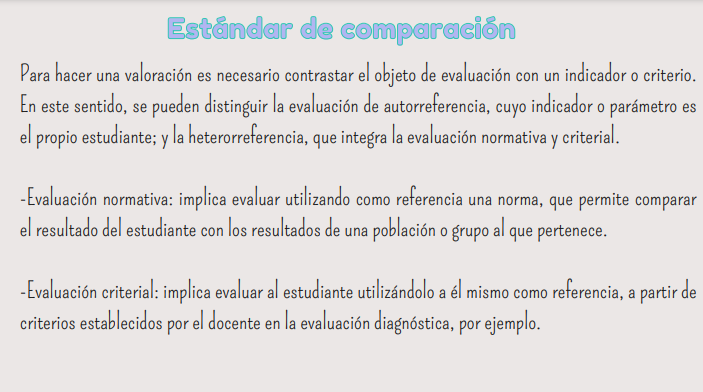 Estándar de comparación
Para hacer una valoración es necesario contrastar el objeto de evaluación con un indicador o criterio.
En este sentido, se pueden distinguir la evaluación de autorreferencia, cuyo indicador o parámetro es
el propio estudiante; y la heterorreferencia, que integra la evaluación normativa y criterial.
-Evaluación normativa: implica evaluar utilizando como referencia una norma, que permite comparar
el resultado del estudiante con los resultados de una población o grupo al que pertenece.
-Evaluación criterial: implica evaluar al estudiante utilizándolo a él mismo como referencia, a partir de
criterios establecidos por el docente en la evaluación diagnóstica, por ejemplo.